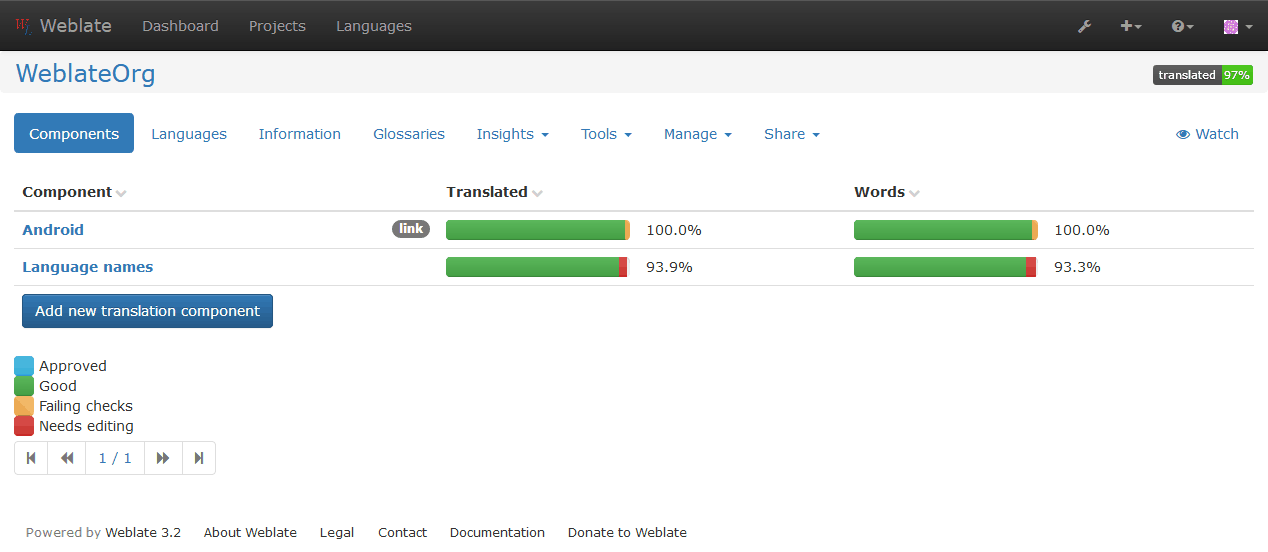 Weblate Dashboard Projects Languages
WeblateOrg translated 97%
Components Languages Information Glossaries Insights Tools Manage Share Watch
Component Translated Words
Android link 100.0% 100.0%
Language names 93.9% 93.3%
Add new translation component
Approved
Good
Failing checks
Needs editing
1 / 1
Powered by Weblate 3.2 About Weblate Legal Contact Documentation Donate to Weblate